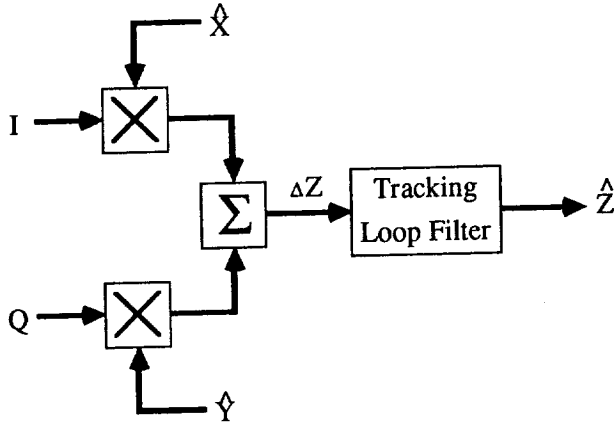 X̂
I
ΔZ
Σ
Tracking
Loop Filter
Ẑ
Q
Ŷ